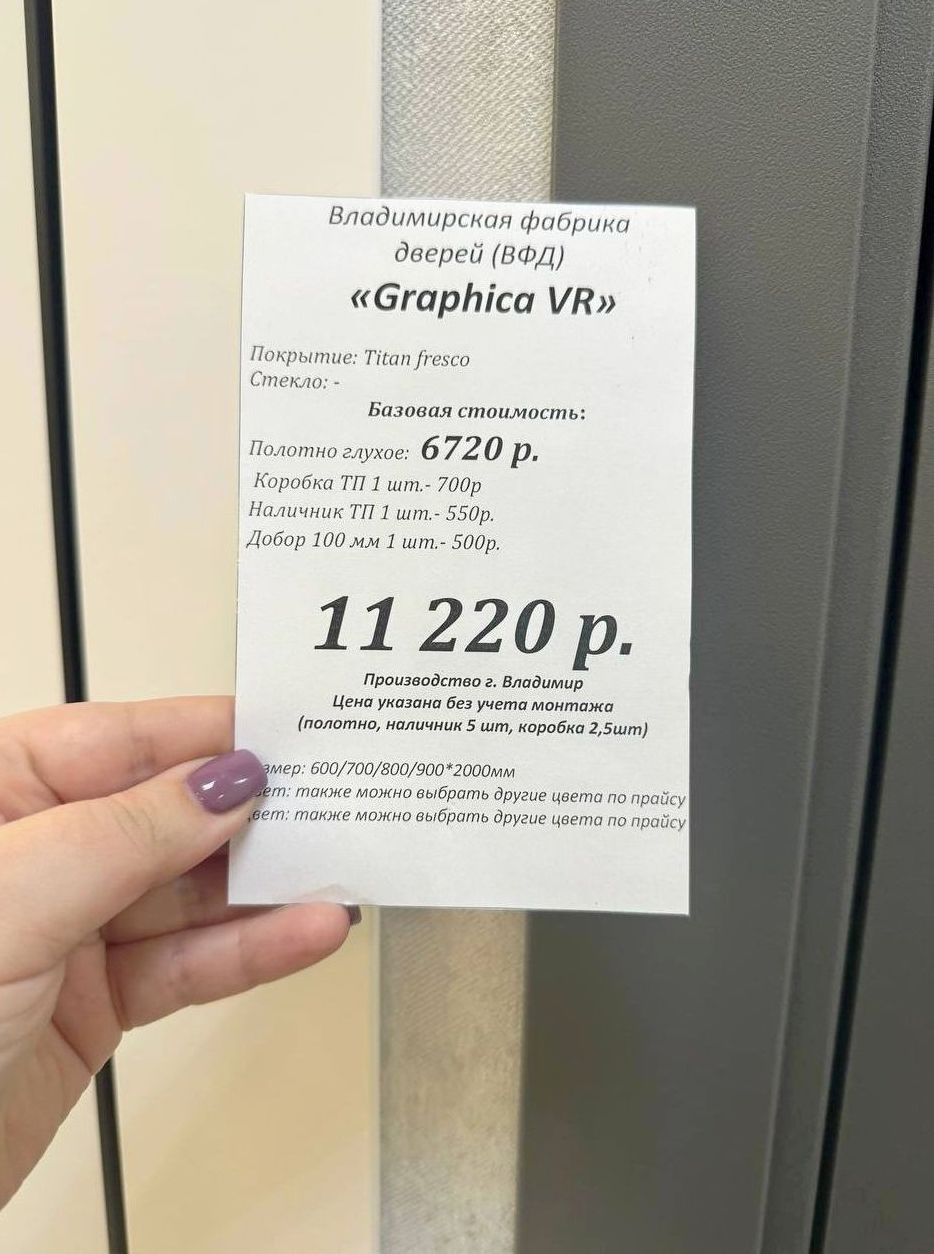 Владимирская фабрика
дверей (ВФД)
«Graphica VR»
Покрытие: Titan fresco
Стекло: -
Базовая стоимость:
Полотно глухое: 6720 р.
Коробка ТП 1 шт.- 700р
Наличник ТП 1 шт.- 550р.
Добор 100 мм 1 шт.- 500р.
11 220 р.
Производство г. Владимир
Цена указана без учета монтажа
(полотно, наличник 5 шт, коробка 2,5шт)
600/700/800/900*2000мм
также можно выбрать другие цвета по прайсу
также можно выбрать другие цвета по прайсу